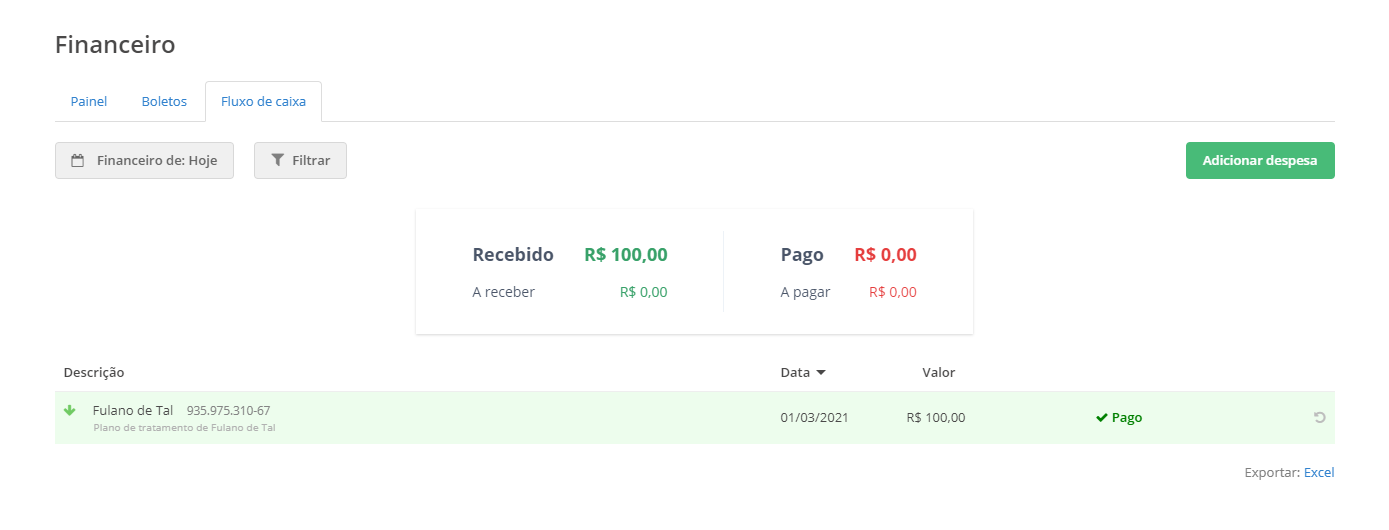 Financeiro
Painel Boletos Fluxo de caixa
Financeiro de: Hoje Filtrar Adicionar despesa
Recebido R$ 100,00 Pago R$ 0,00
A receber R$ 0,00 A pagar R$ 0,00
Descrição Data Valor
Fulano de Tal 935.975.310-67 01/03/2021 R$ 100,00 Pago
Plano de tratamento de Fulano de Tal
Exportar: Excel